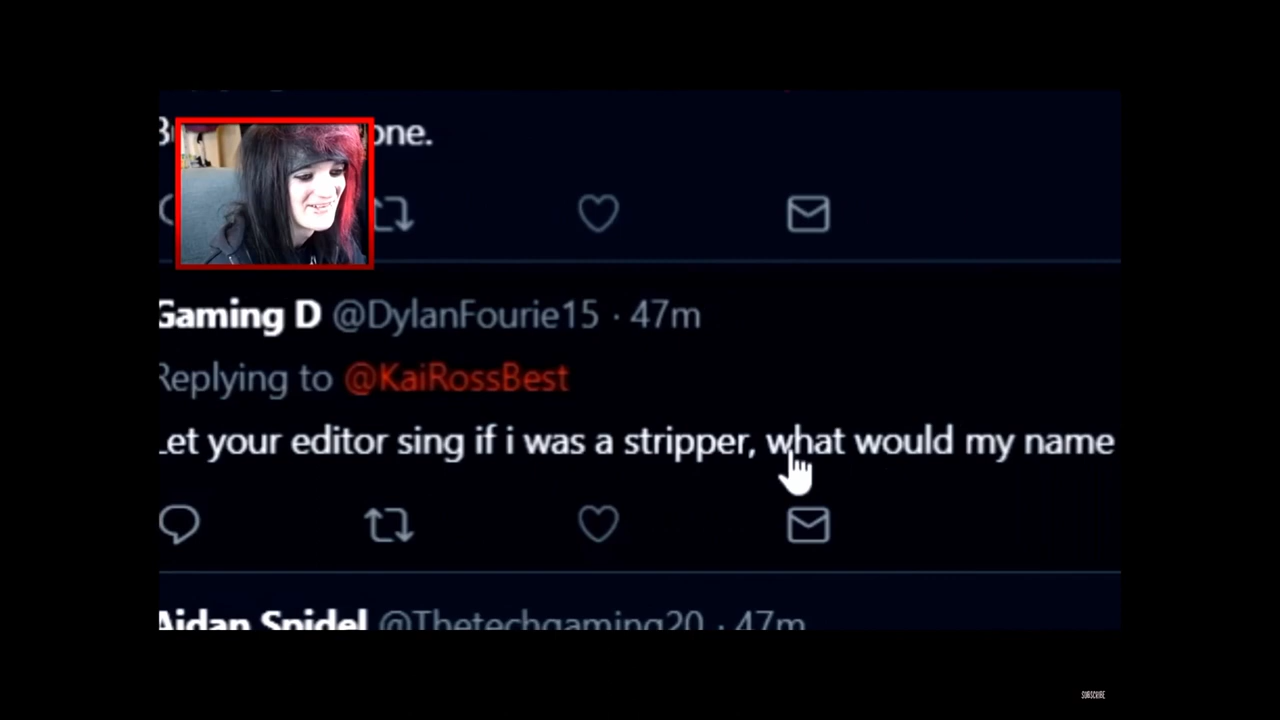 one.
Gaming D @DylanFourie15 · 47m
Replying to @KaiRossBest
Let your editor sing if i was a stripper, what would my name
Aidan Spidel @Thetechgaming20 · 47m
SUBSCRIBE